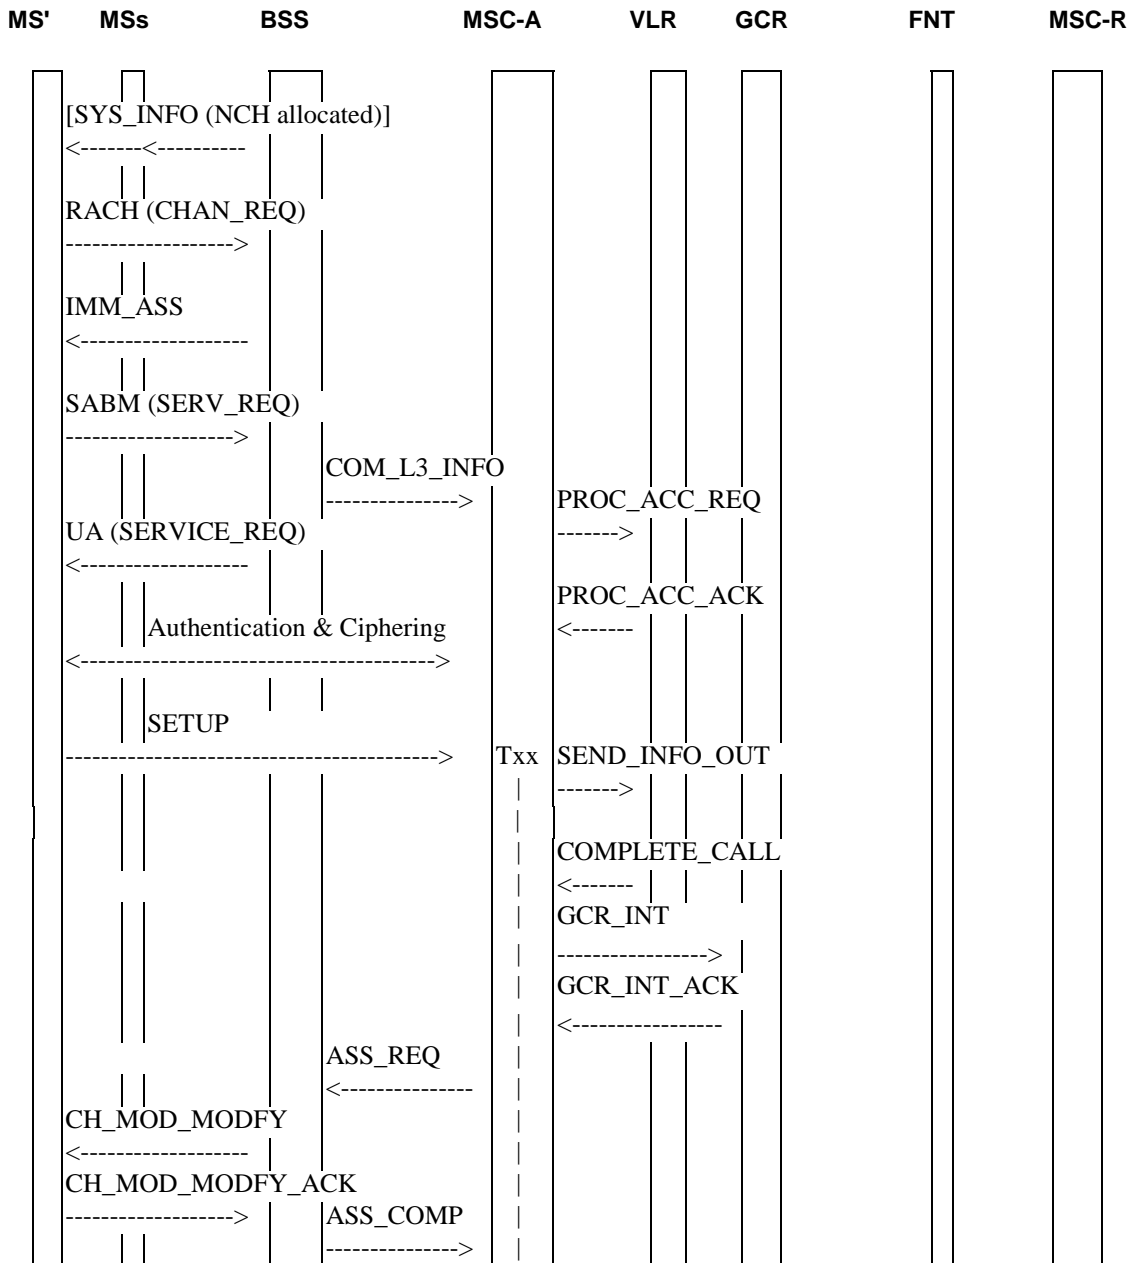 MS' MSs BSS MSC-A VLR GCR FNT MSC-R
[SYS_INFO (NCH allocated)]
<-------<----------
RACH (CHAN_REQ)
------------------->
IMM_ASS
<-------------------
SABM (SERV_REQ)
------------------->
COM_L3_INFO
---------------> PROC_ACC_REQ
UA (SERVICE_REQ) ------->
<-------------------
PROC_ACC_ACK
Authentication & Ciphering <-------
<---------------------------------------->
SETUP
------------------------------------------> Txx SEND_INFO_OUT
| ------->
|
| COMPLETE_CALL
| <-------
| GCR_INT
| ----------------->
| GCR_INT_ACK
| <-----------------
ASS_REQ |
<--------------- |
CH_MOD_MODFY |
<------------------- |
CH_MOD_MODFY_ACK |
-------------------> ASS_COMP |
---------------> |